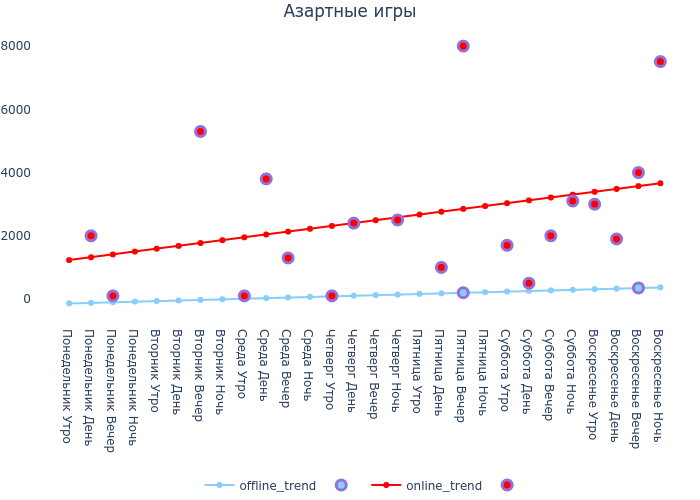 Азартные игры
8000
6000
4000
2000
0
Понедельник Утро
Понедельник День
Понедельник Вечер
Понедельник Ночь
Вторник Утро
Вторник День
Вторник Вечер
Вторник Ночь
Среда Утро
Среда День
Среда Вечер
Среда Ночь
Четверг Утро
Четверг День
Четверг Вечер
Четверг Ночь
Пятница Утро
Пятница День
Пятница Вечер
Пятница Ночь
Суббота Утро
Суббота День
Суббота Вечер
Суббота Ночь
Воскресенье Утро
Воскресенье День
Воскресенье Вечер
Воскресенье Ночь
offline_trend online_trend